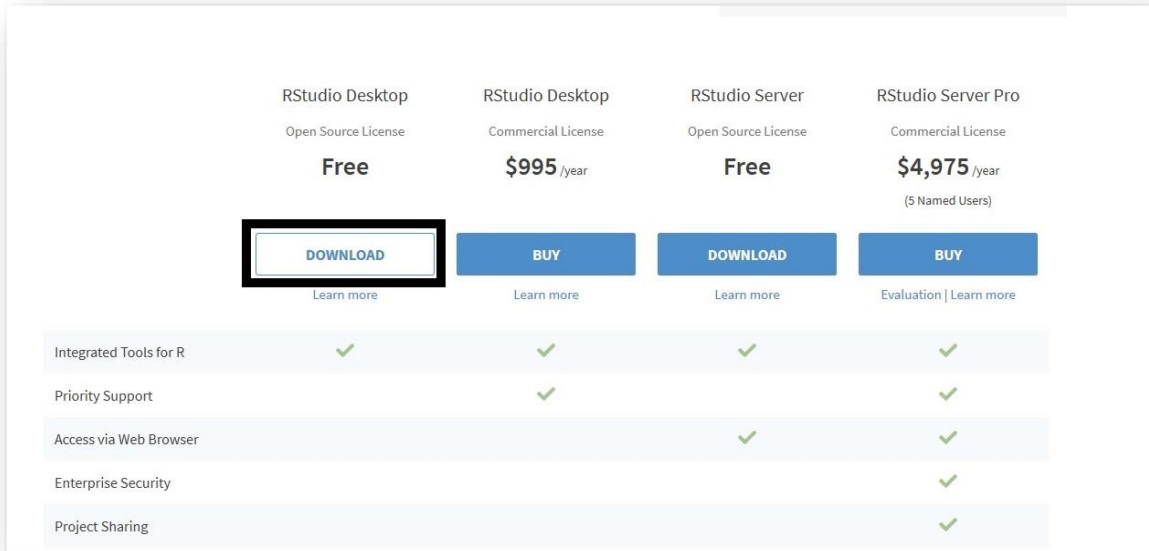 RStudio Desktop RStudio Desktop RStudio Server RStudio Server Pro
Open Source License Commercial License Open Source License Commercial License
Free $995 /year Free $4,975 /year
(5 Named Users)
DOWNLOAD BUY DOWNLOAD BUY
Learn more Learn more Learn more Evaluation | Learn more
Integrated Tools for R
Priority Support
Access via Web Browser
Enterprise Security
Project Sharing